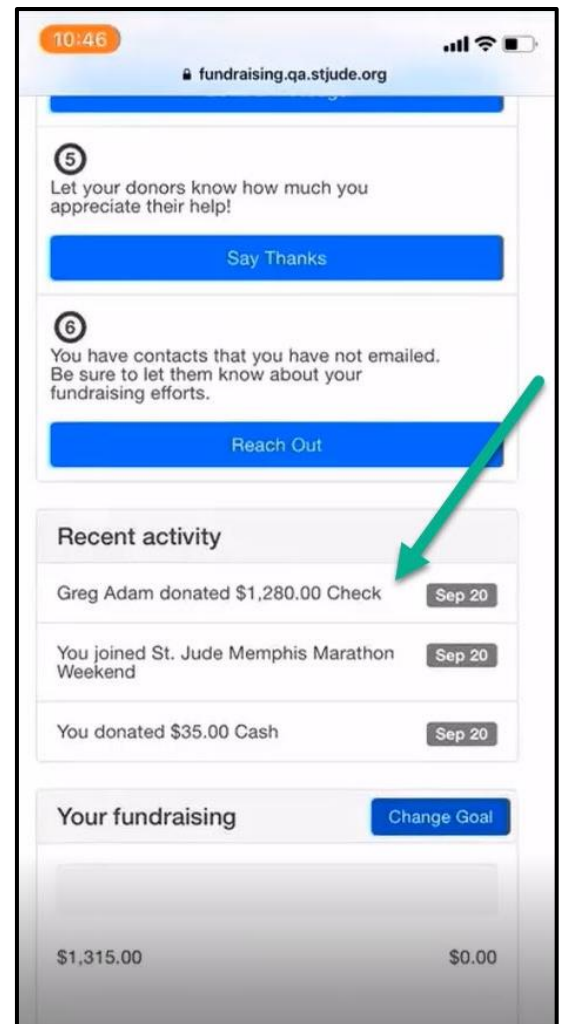 10:46
fundraising.qa.stjude.org
5
Let your donors know how much you
appreciate their help!
Say Thanks
6
You have contacts that you have not emailed.
Be sure to let them know about your
fundraising efforts.
Reach Out
Recent activity
Greg Adam donated $1,280.00 Check
Sep 20
You joined St. Jude Memphis Marathon
Weekend
Sep 20
You donated $35.00 Cash
Sep 20
Your fundraising
Change Goal
$1,315.00
$0.00